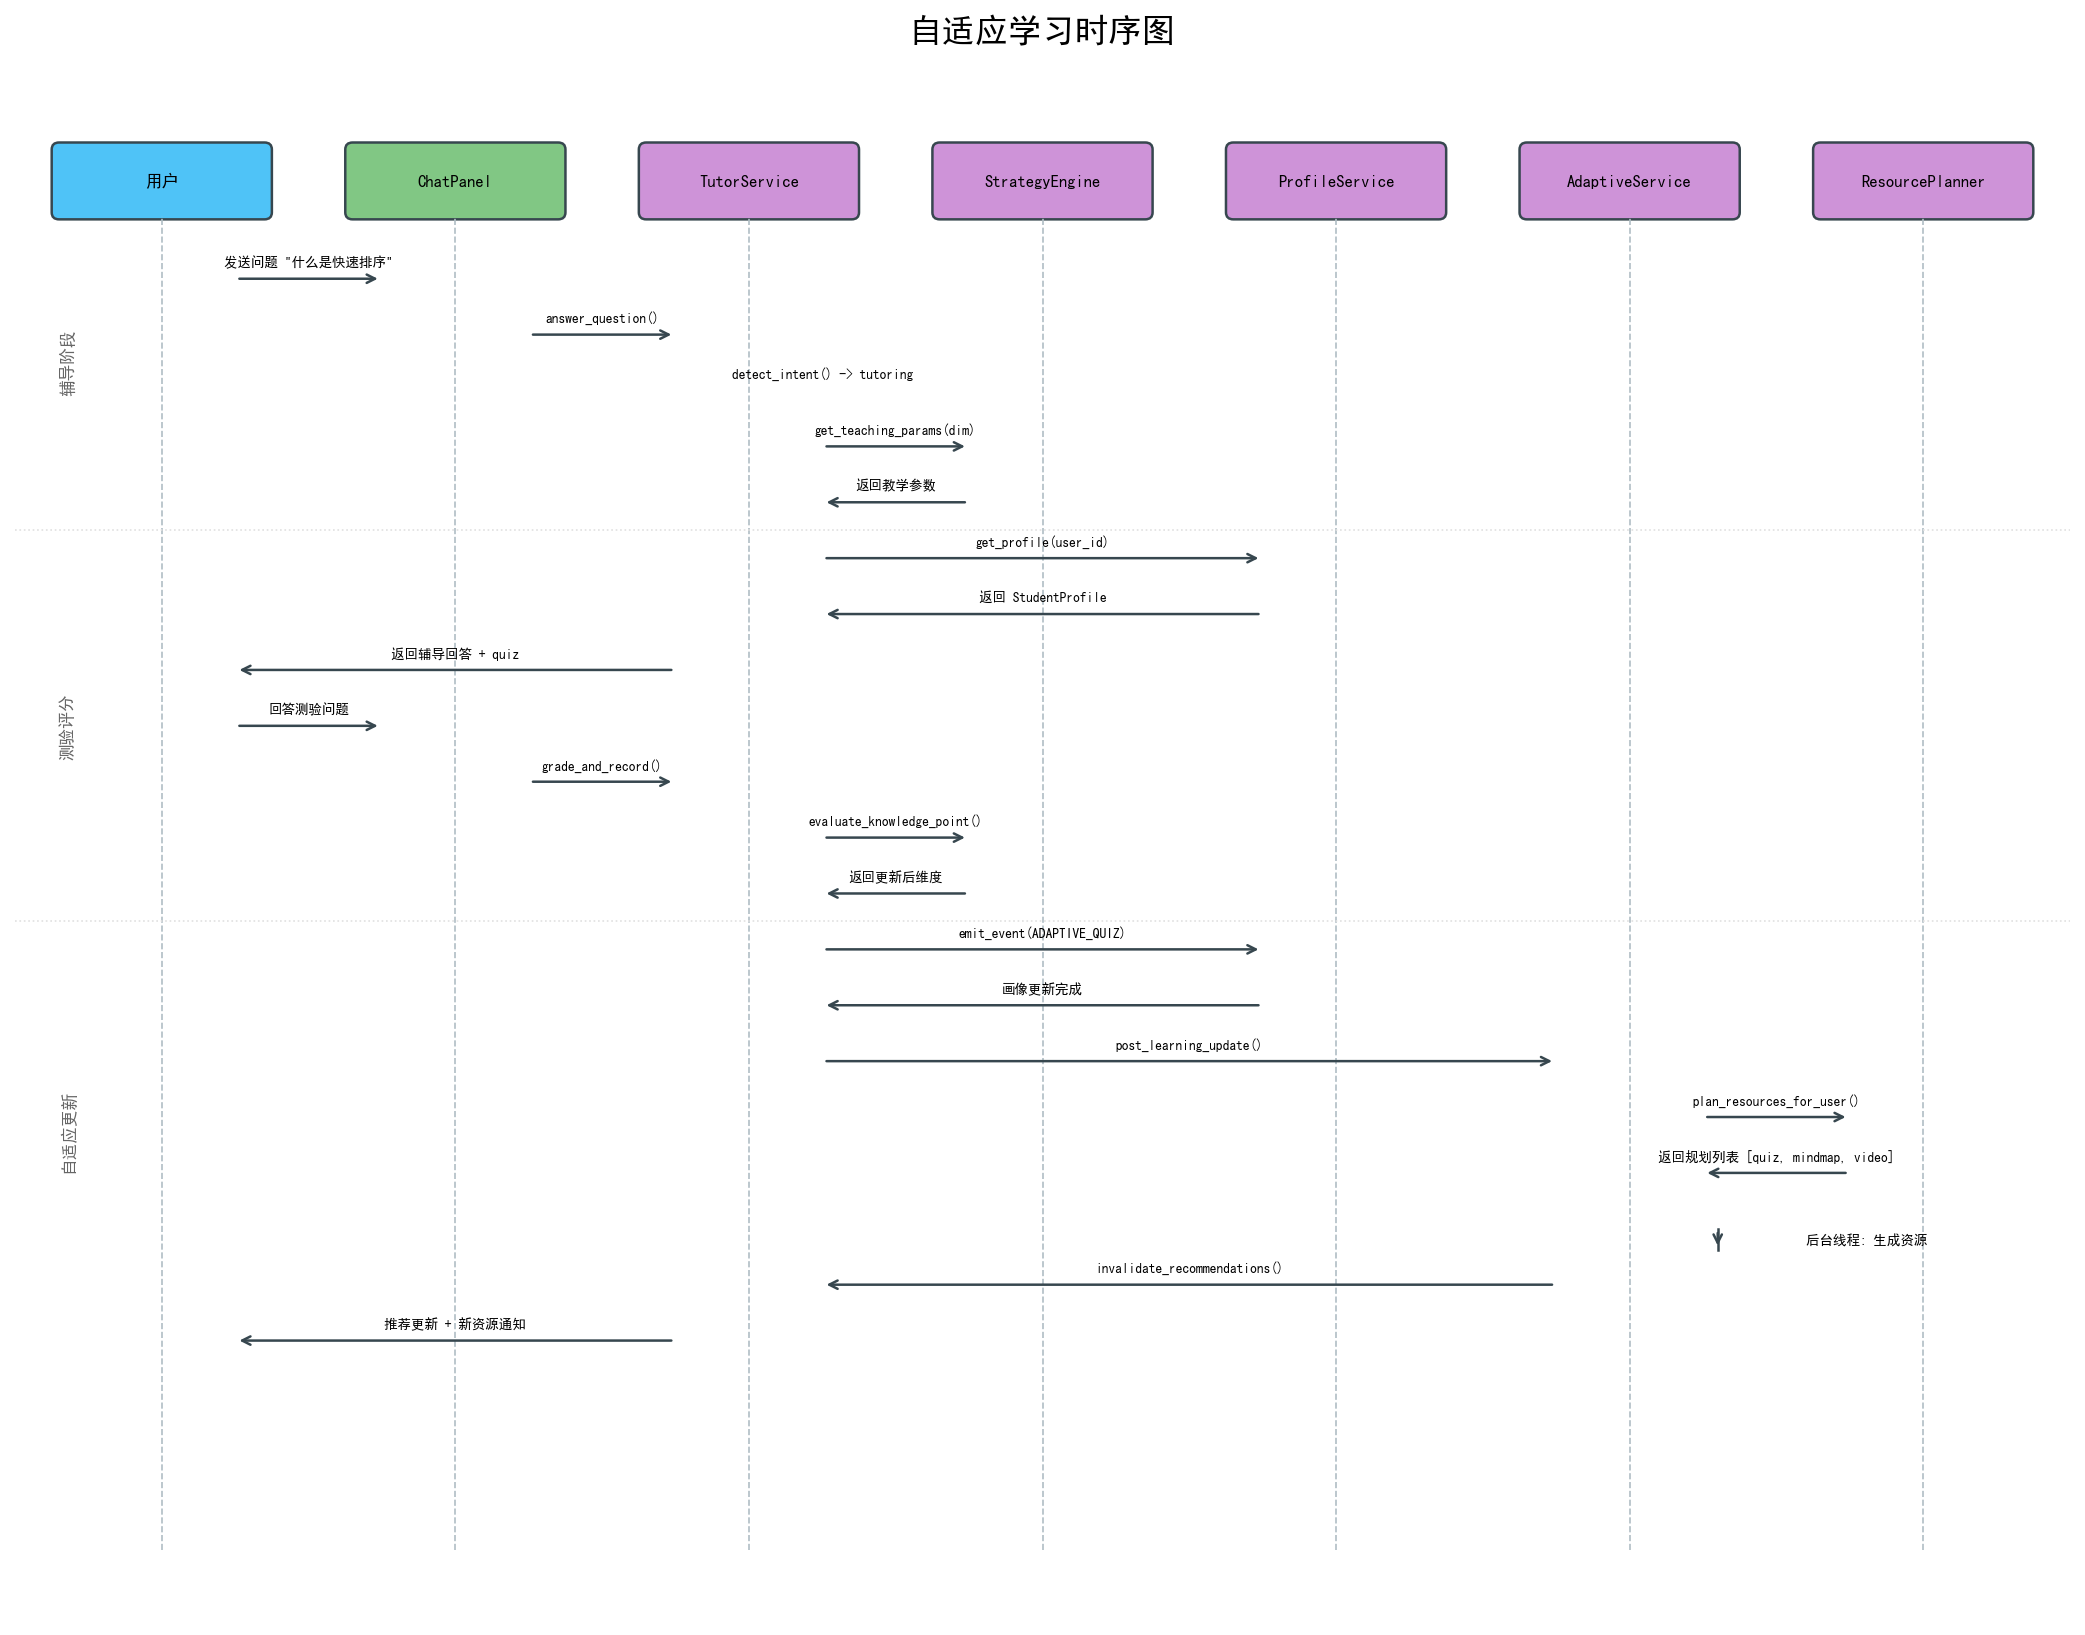 自适应学习时序图
用户
ChatPanel
TutorService
StrategyEngine
ProfileService
AdaptiveService
ResourcePlanner
发送问题 "什么是快速排序"
answer_question()
辅导阶段
detect_intent() -> tutoring
get_teaching_params(dim)
返回教学参数
get_profile(user_id)
返回 StudentProfile
返回辅导回答 + quiz
回答测验问题
测验评分
grade_and_record()
evaluate_knowledge_point()
返回更新后维度
emit_event(ADAPTIVE_QUIZ)
画像更新完成
post_learning_update()
plan_resources_for_user()
自适应更新
返回规划列表 [quiz, mindmap, video]
后台线程: 生成资源
invalidate_recommendations()
推荐更新 + 新资源通知